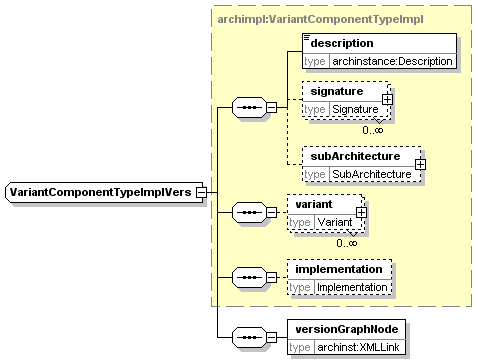 archimpl:VariantComponentTypeImpl
description
type archinstance:Description
signature
type Signature
0..∞
subArchitecture
type SubArchitecture
VariantComponentTypeImplVers
variant
type Variant
0..∞
implementation
type Implementation
versionGraphNode
type archinst:XMLLink